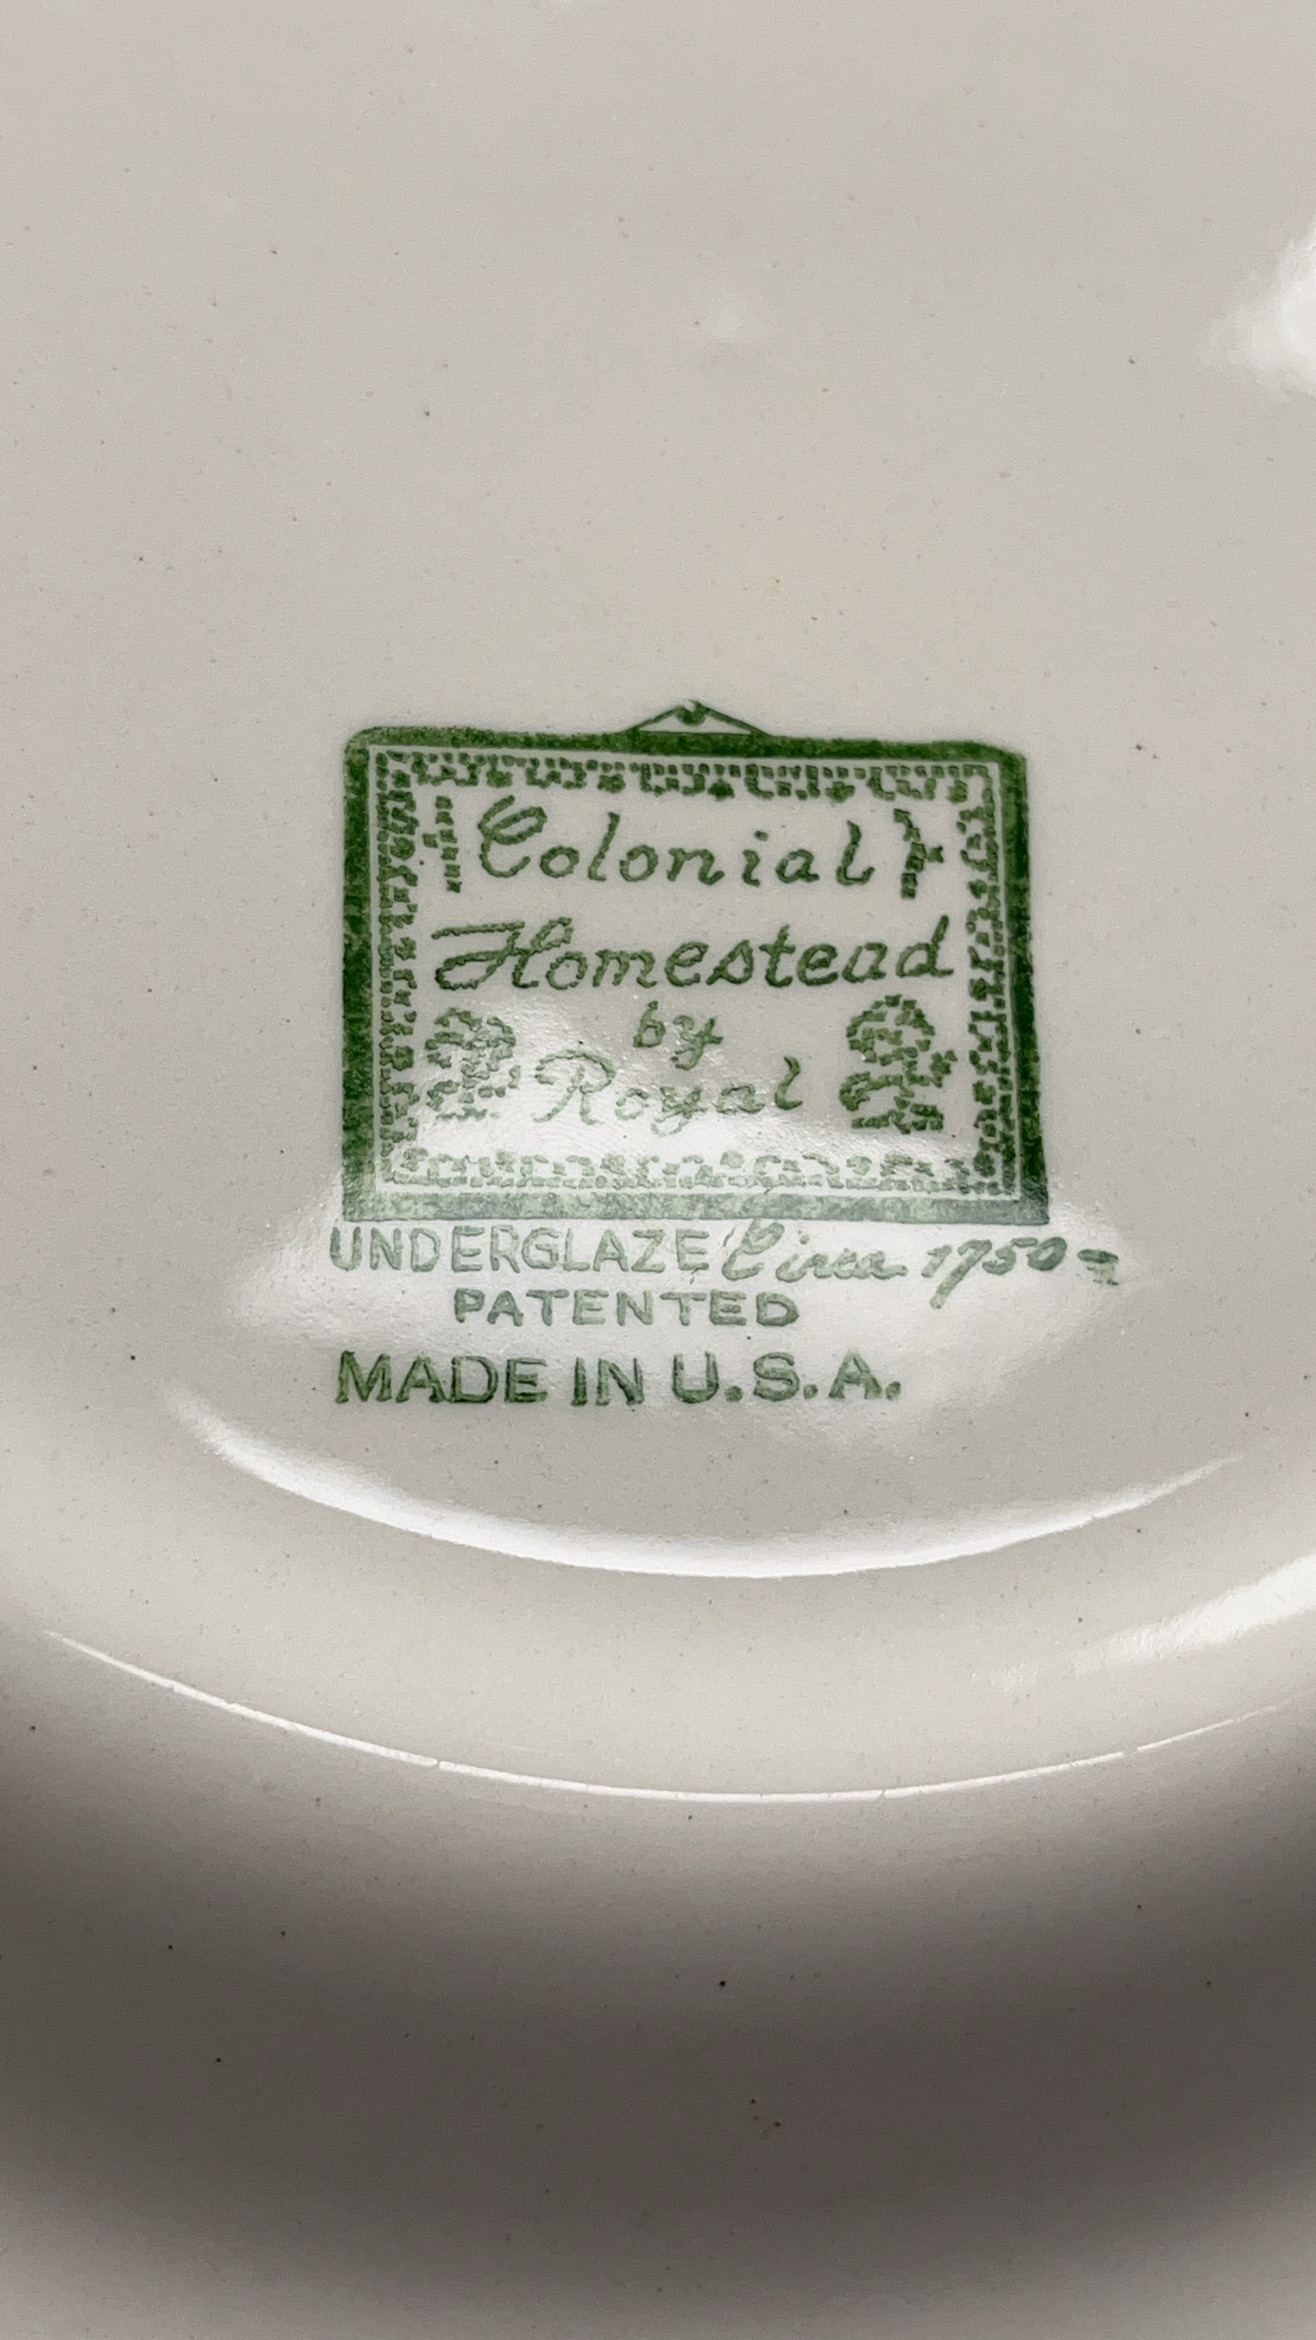 Colonial
Homestead
by
Royal
UNDERGLAZE Circa 1750-
PATENTED
MADE IN U.S.A.